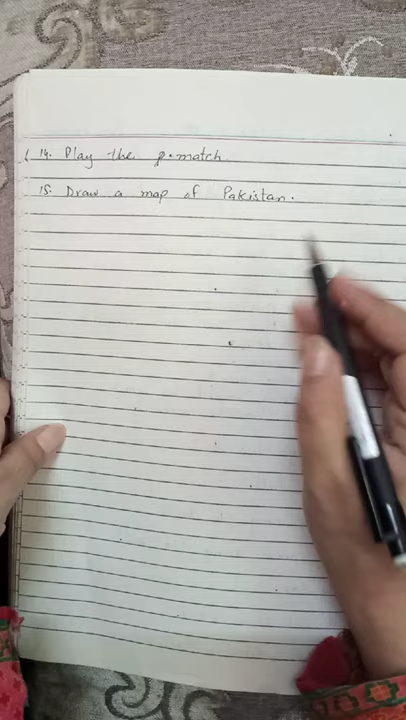 14. Play the match.
15. Draw a map of Pakistan.